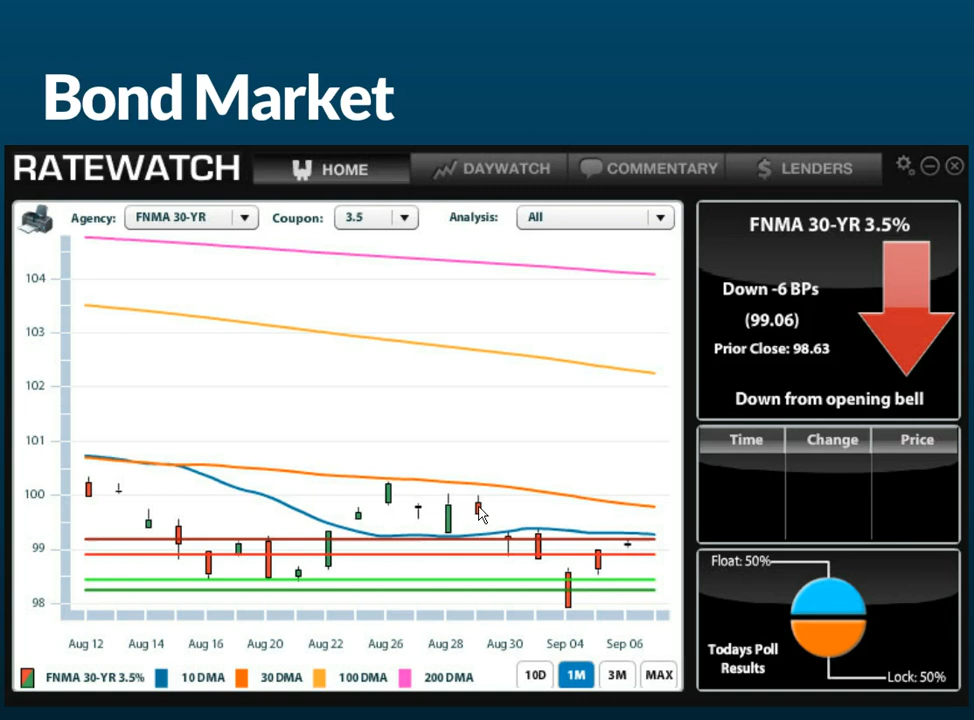 Bond Market
RATEWATCH HOME DAYWATCH COMMENTARY $ LENDERS
Agency: FNMA 30-YR Coupon: 3.5 Analysis: All
104
103
102
101
100
99
98
Aug 12 Aug 14 Aug 16 Aug 20 Aug 22 Aug 26 Aug 28 Aug 30 Sep 04 Sep 06
FNMA 30-YR 3.5% 10 DMA 30 DMA 100 DMA 200 DMA 10D 1M 3M MAX
FNMA 30-YR 3.5%
Down -6 BPs
(99.06)
Prior Close: 98.63
Down from opening bell
Time Change Price
Float: 50%
Todays Poll
Results
Lock: 50%